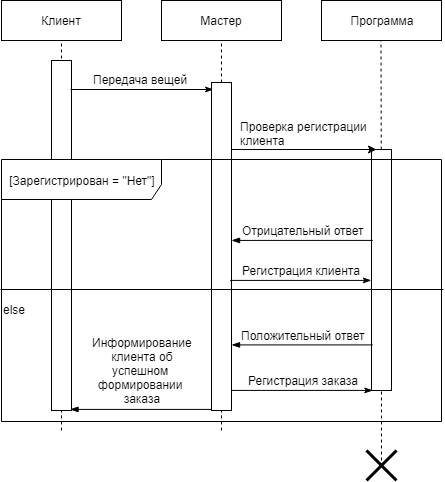 Клиент
Мастер
Программа
Передача вещей
Проверка регистрации
клиента
[Зарегистрирован = "Нет"]
Отрицательный ответ
Регистрация клиента
else
Положительный ответ
Информирование
клиента об
успешном
формировании
заказа
Регистрация заказа